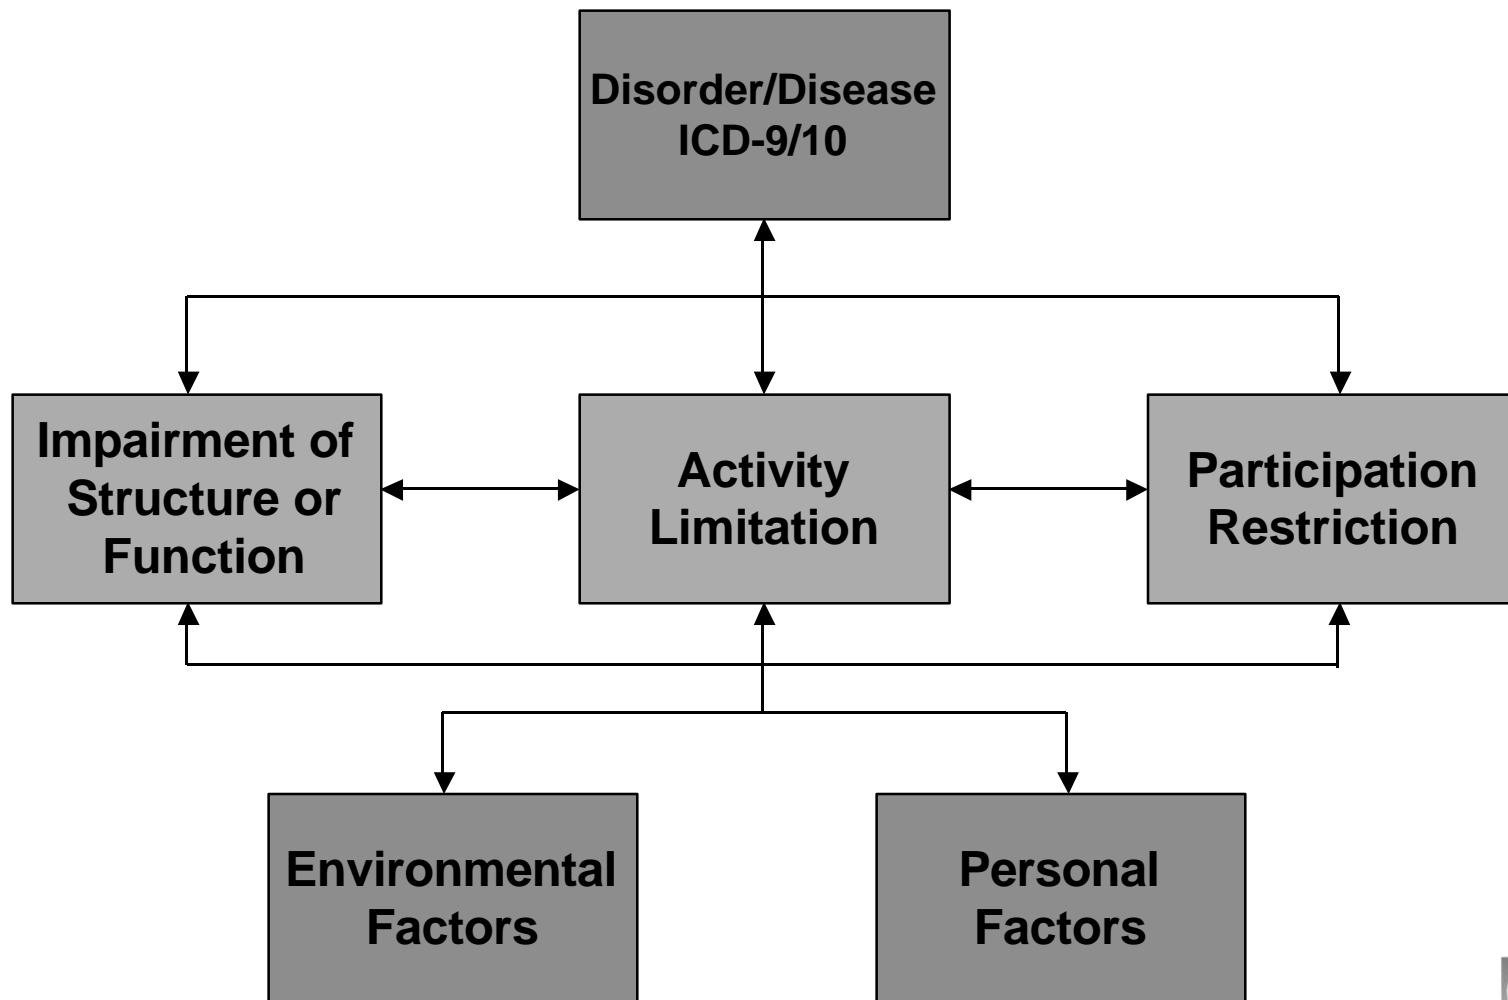 Disorder/Disease
ICD-9/10
Impairment of
Structure or
Function
Activity
Limitation
Participation
Restriction
Environmental
Factors
Personal
Factors